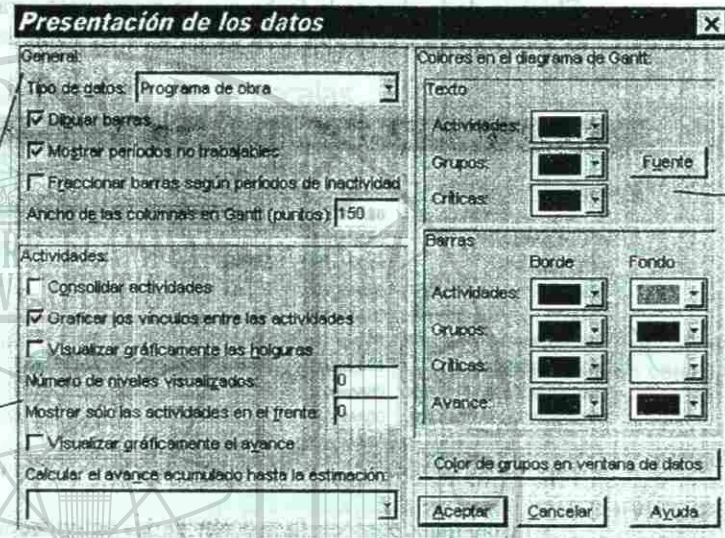 Presentación de los datos
General:
Tipo de datos: Programa de obra
Dibujar barras
Mostrar períodos no trabajables
Fraccionar barras según períodos de inactividad
Ancho de las columnas en Gantt (puntos): 150
Actividades:
Consolidar actividades
Graficar los vínculos entre las actividades
Visualizar gráficamente las holguras
Número de niveles visualizados: 0
Mostrar sólo las actividades en el frente: 0
Visualizar gráficamente el avance
Calcular el avance acumulado hasta la estimación:
Colores en el diagrama de Gantt:
Texto
Actividades:
Grupos:
Fuente
Críticas:
Barras
Borde Fondo
Actividades:
Grupos:
Críticas:
Avance:
Color de grupos en ventana de datos
Aceptar Cancelar Ayuda